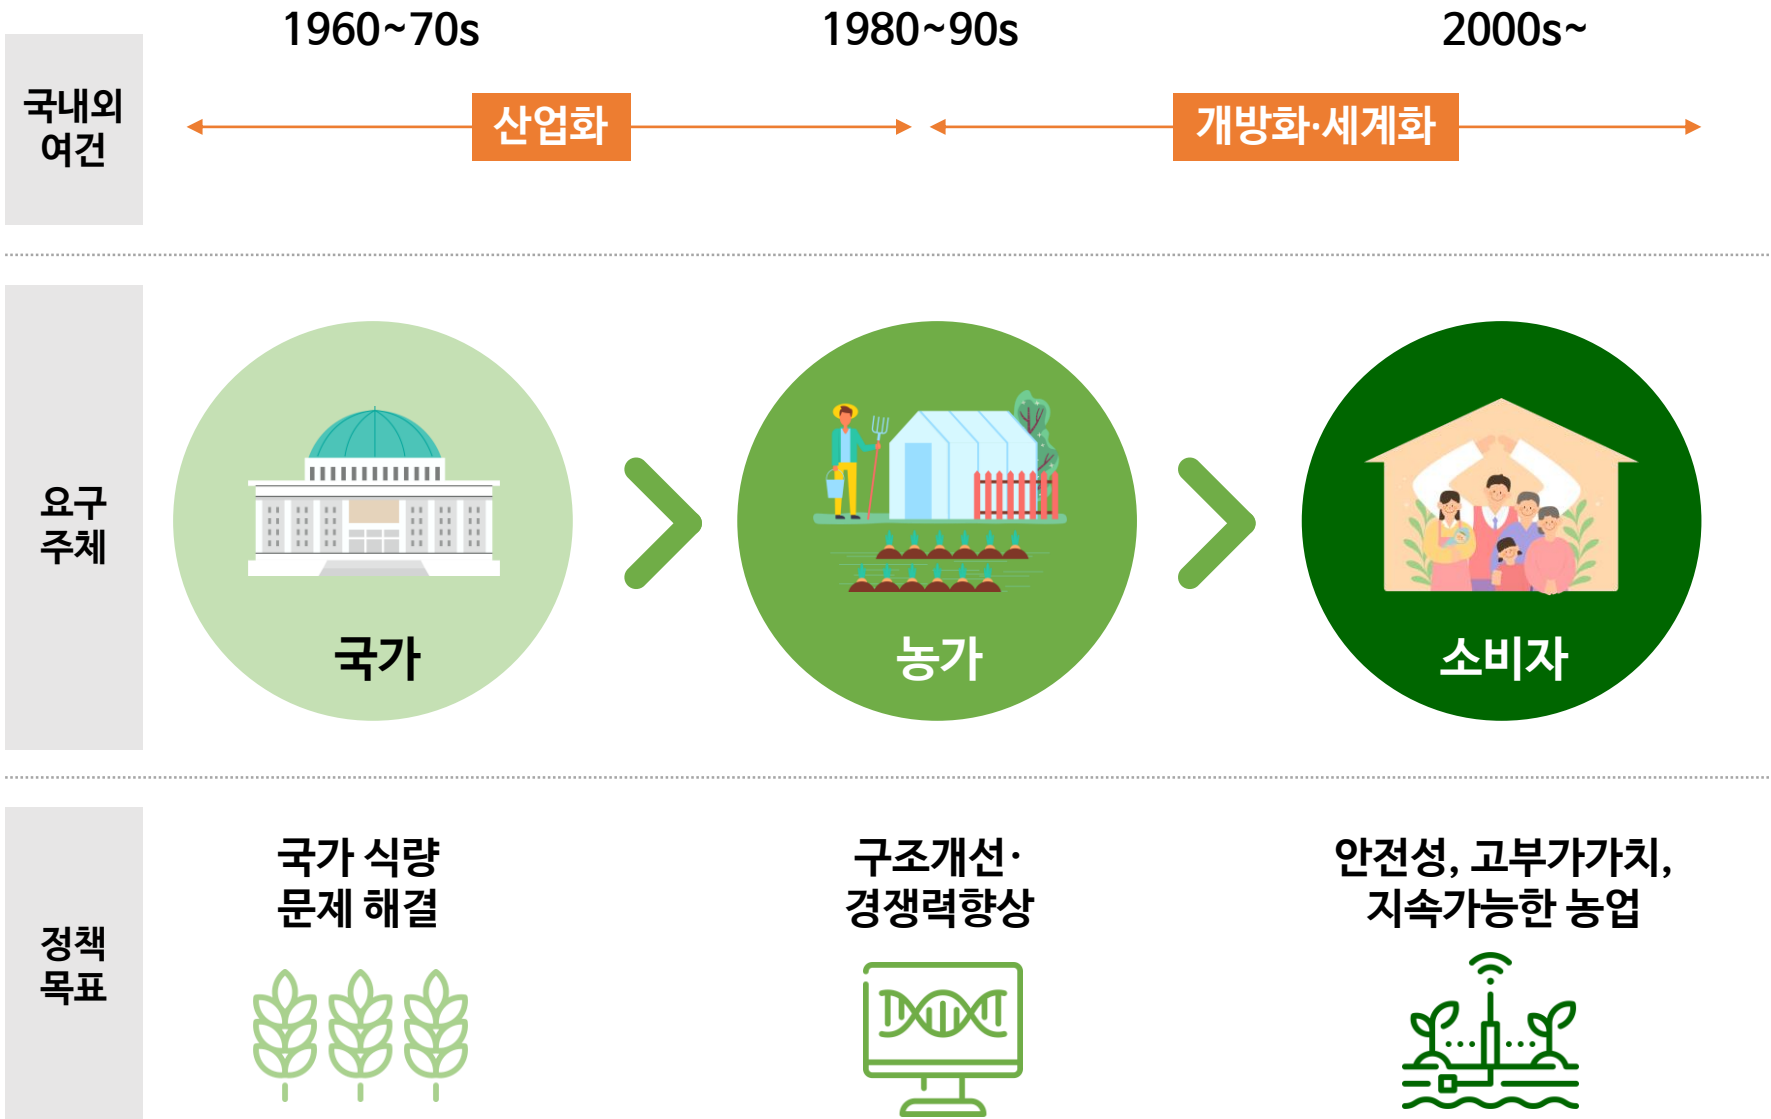 1960~70s
1980~90s
2000s~
국내외
여건
산업화
개방화·세계화
요구
주체
국가
농가
소비자
정책
목표
국가 식량
문제 해결
구조개선·
경쟁력향상
안전성, 고부가가치,
지속가능한 농업